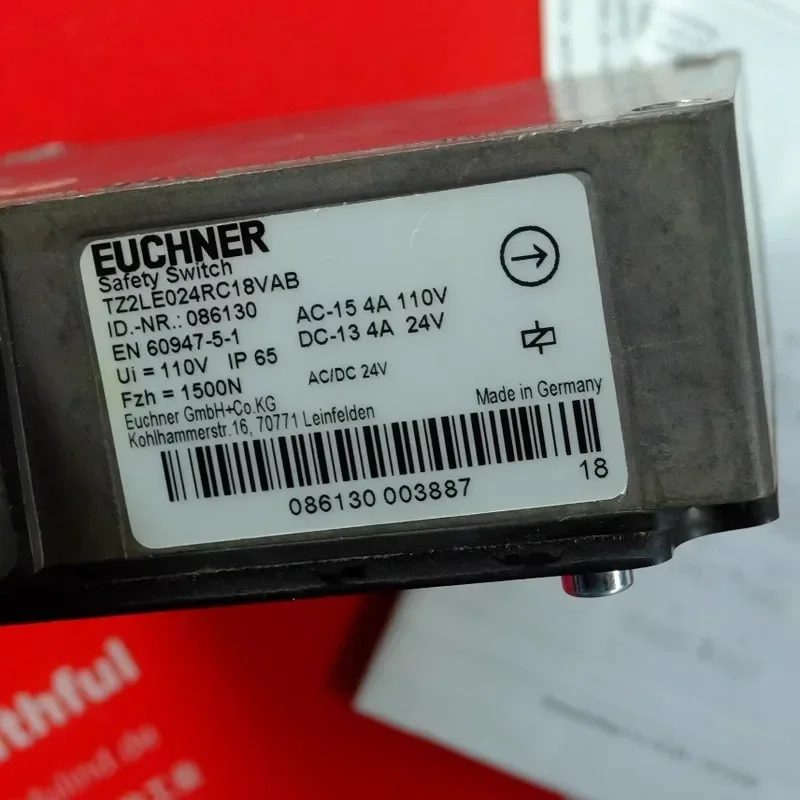 EUCHNER
Safety Switch
TZ2LE024RC18VAB
ID.-NR.: 086130
EN 60947-5-1
Ui = 110V IP 65
Fzh = 1500N
AC-15 4A 110V
DC-13 4A 24V
AC/DC 24V
Euchner GmbH+Co.KG
Kohlhammerstr.16, 70771 Leinfelden
Made in Germany
086130 003887
18
thful